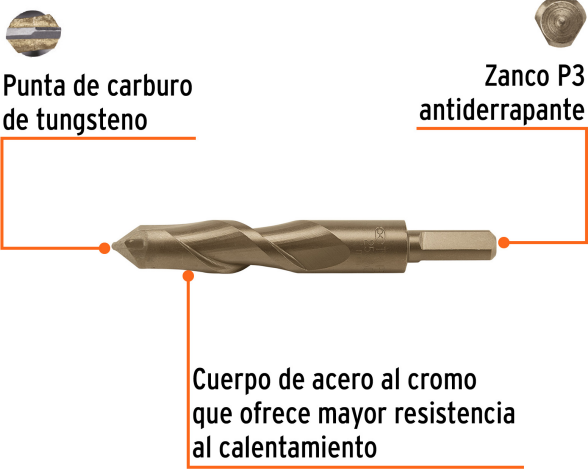 Punta de carburo
de tungsteno
Zanco P3
antiderrapante
Cuerpo de acero al cromo
que ofrece mayor resistencia
al calentamiento